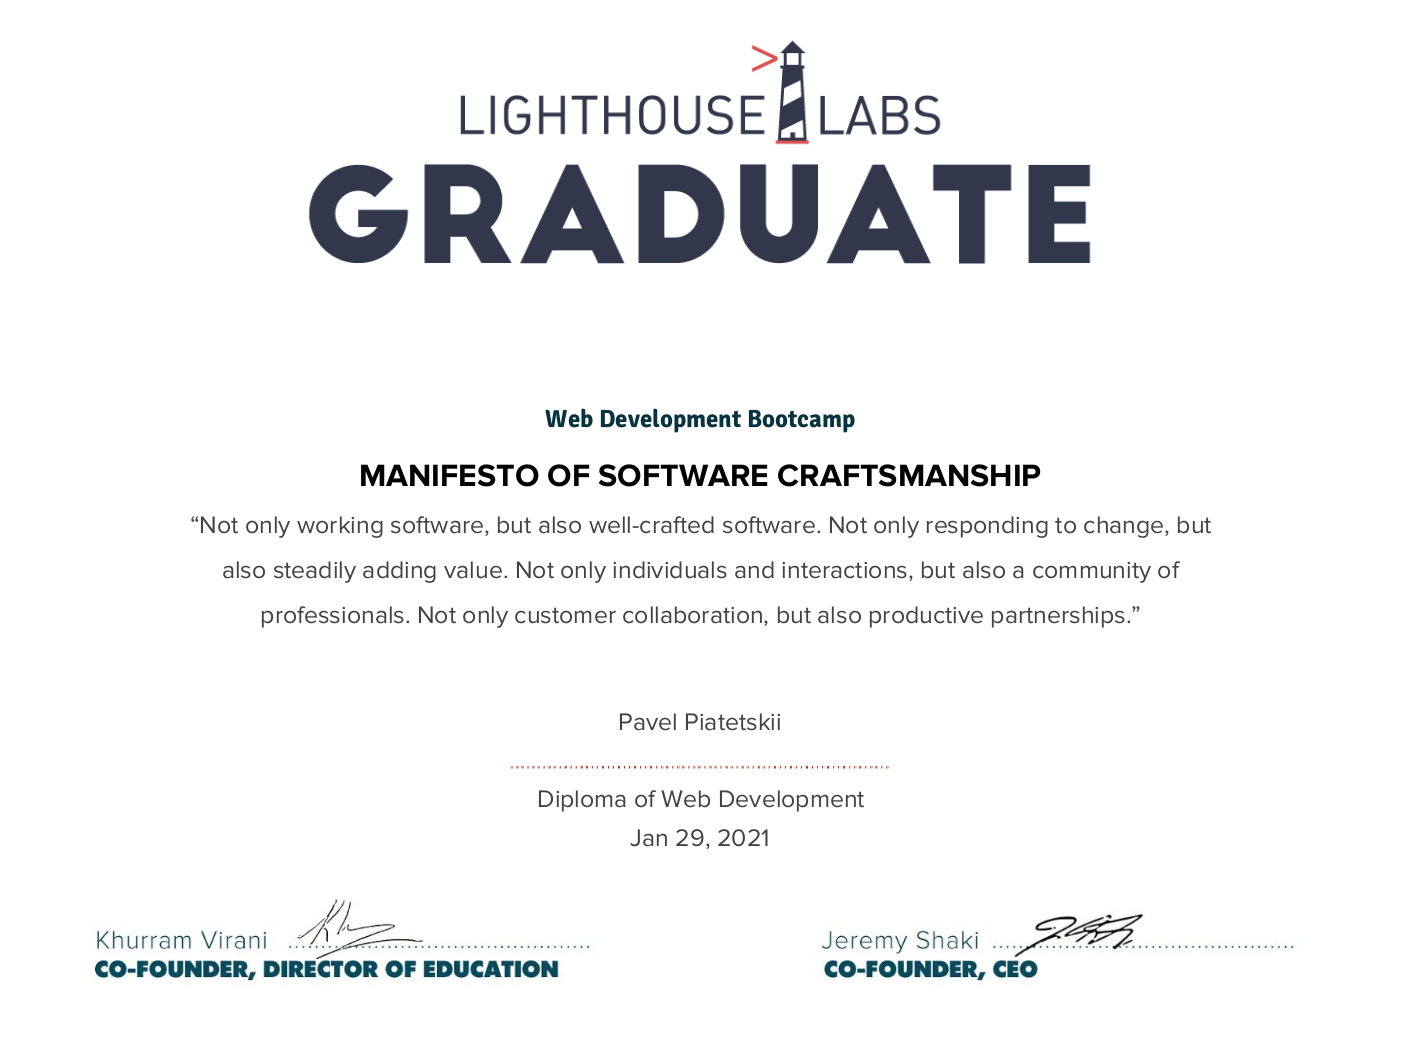 LIGHTHOUSE LABS
GRADUATE
Web Development Bootcamp
MANIFESTO OF SOFTWARE CRAFTSMANSHIP
“Not only working software, but also well-crafted software. Not only responding to change, but
also steadily adding value. Not only individuals and interactions, but also a community of
professionals. Not only customer collaboration, but also productive partnerships.”
Pavel Piatetskii
Diploma of Web Development
Jan 29, 2021
Khurram Virani
CO-FOUNDER, DIRECTOR OF EDUCATION
Jeremy Shaki
CO-FOUNDER, CEO